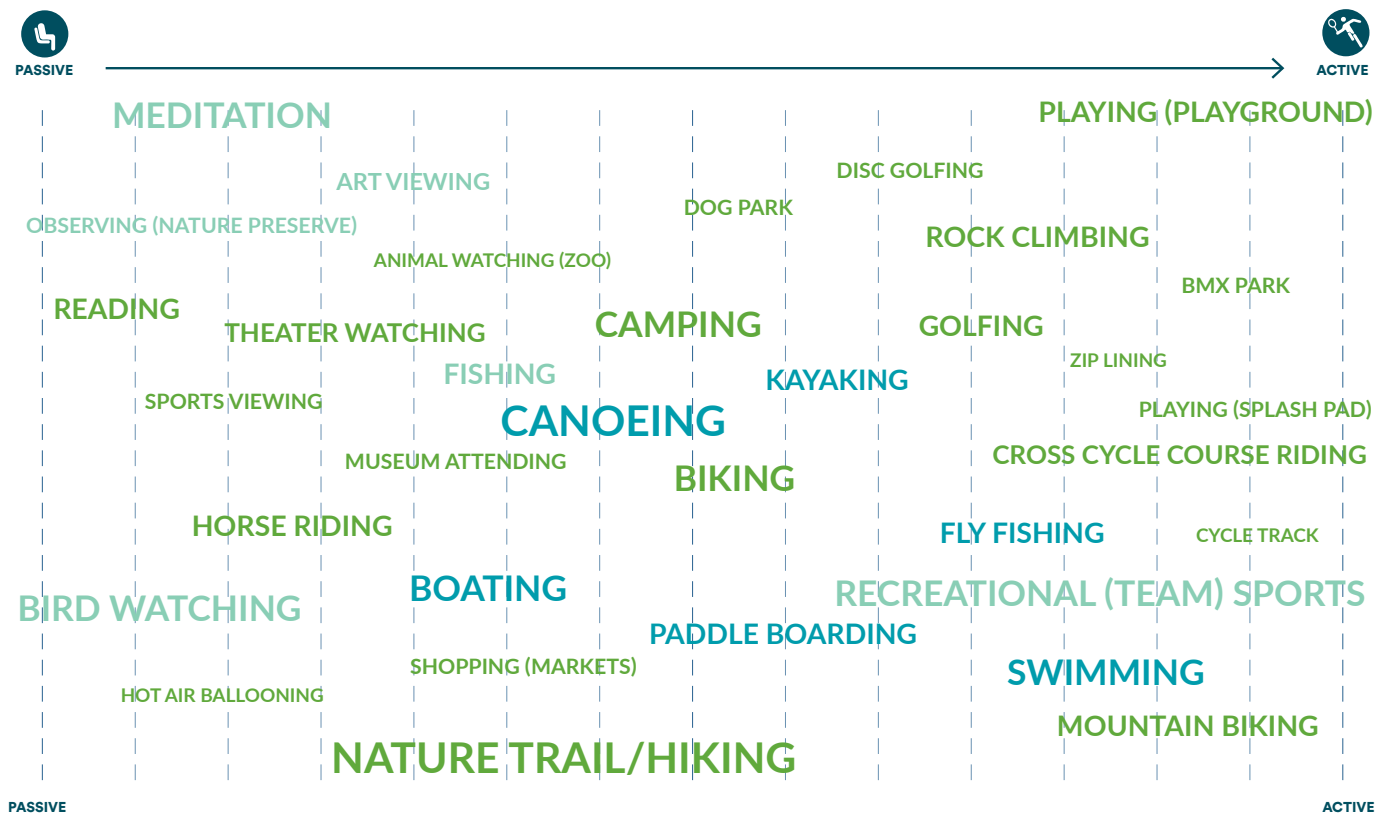 PASSIVE
ACTIVE
MEDITATION
PLAYING (PLAYGROUND)
DISC GOLFING
ART VIEWING
DOG PARK
OBSERVING (NATURE PRESERVE)
ROCK CLIMBING
ANIMAL WATCHING (ZOO)
BMX PARK
READING
THEATER WATCHING
CAMPING
GOLFING
ZIP LINING
FISHING
KAYAKING
SPORTS VIEWING
PLAYING (SPLASH PAD)
CANOEING
CROSS CYCLE COURSE RIDING
MUSEUM ATTENDING
BIKING
HORSE RIDING
FLY FISHING
CYCLE TRACK
BOATING
RECREATIONAL (TEAM) SPORTS
BIRD WATCHING
PADDLE BOARDING
SHOPPING (MARKETS)
SWIMMING
HOT AIR BALLOONING
MOUNTAIN BIKING
NATURE TRAIL/HIKING
PASSIVE
ACTIVE